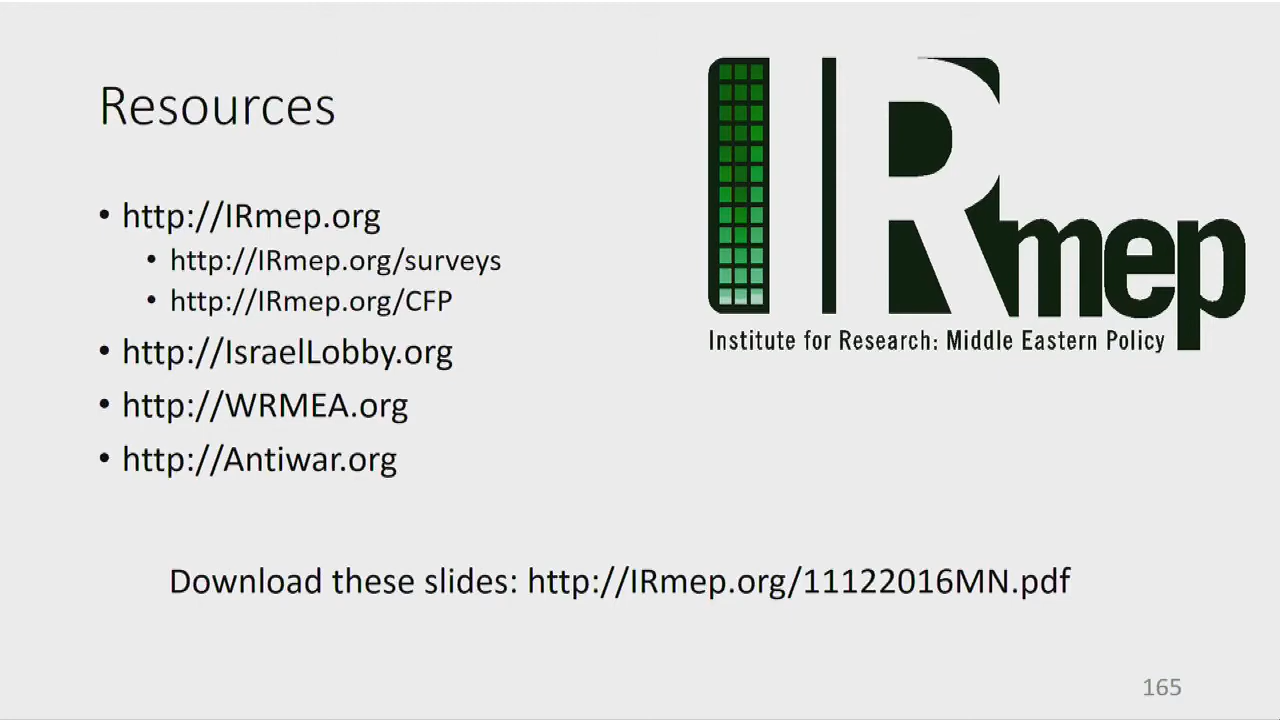 Resources
IRmep
Institute for Research: Middle Eastern Policy
• http://IRmep.org
• http://IRmep.org/surveys
• http://IRmep.org/CFP
• http://IsraelLobby.org
• http://WRMEA.org
• http://Antiwar.org
Download these slides: http://IRmep.org/11122016MN.pdf
165